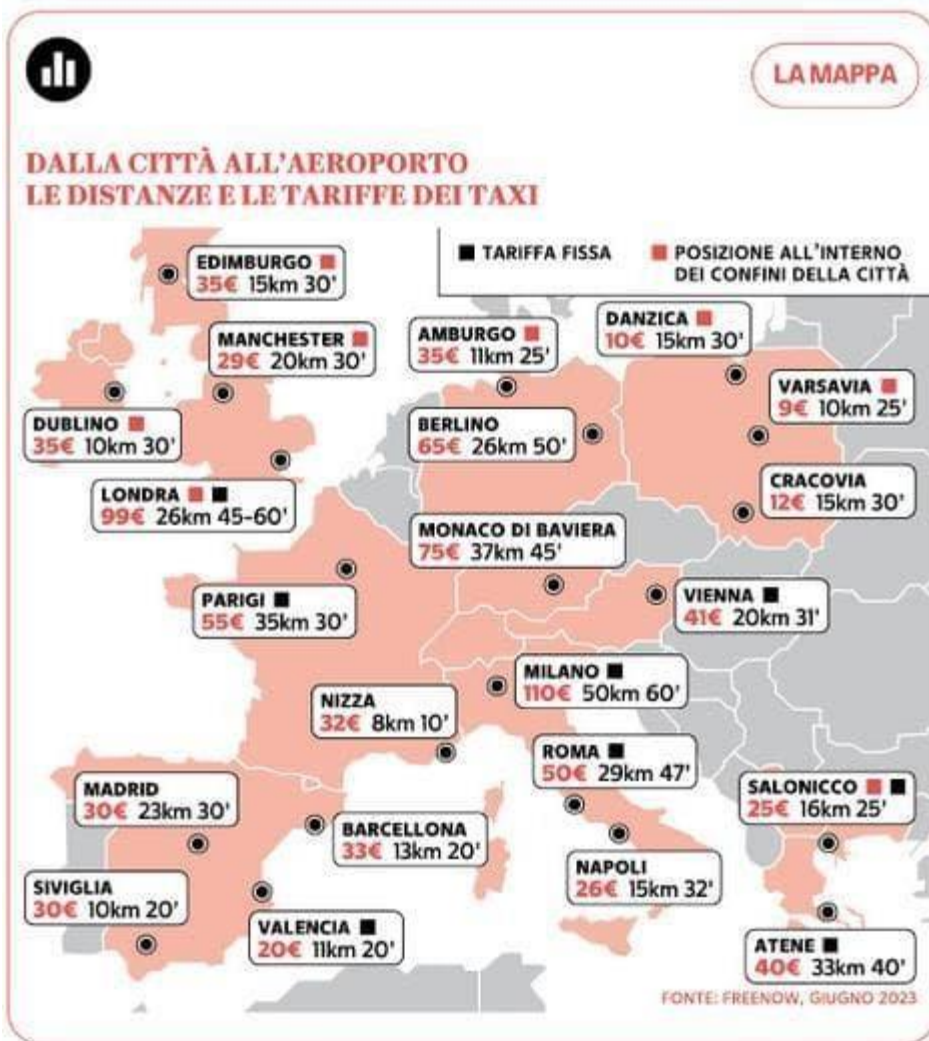 LA MAPPA
DALLA CITTÀ ALL'AEROPORTO
LE DISTANZE E LE TARIFFE DEI TAXI
■ TARIFFA FISSA
■ POSIZIONE ALL'INTERNO
DEI CONFINI DELLA CITTÀ
EDIMBURGO ■
35€ 15km 30'
MANCHESTER ■
29€ 20km 30'
AMBURGO ■
35€ 11km 25'
DANZICA ■
10€ 15km 30'
VARSAVIA ■
9€ 10km 25'
DUBLINO ■
35€ 10km 30'
BERLINO
65€ 26km 50'
LONDRA ■ ■
99€ 26km 45-60'
CRACOVIA
12€ 15km 30'
MONACO DI BAVIERA
75€ 37km 45'
PARIGI ■
55€ 35km 30'
VIENNA ■
41€ 20km 31'
MILANO ■
110€ 50km 60'
NIZZA
32€ 8km 10'
ROMA ■
50€ 29km 47'
MADRID
30€ 23km 30'
SALONICCO ■ ■
25€ 16km 25'
BARCELLONA
33€ 13km 20'
NAPOLI
26€ 15km 32'
SIVIGLIA
30€ 10km 20'
VALENCIA ■
20€ 11km 20'
ATENE ■
40€ 33km 40'
FONTE: FREENOW, GIUGNO 2023